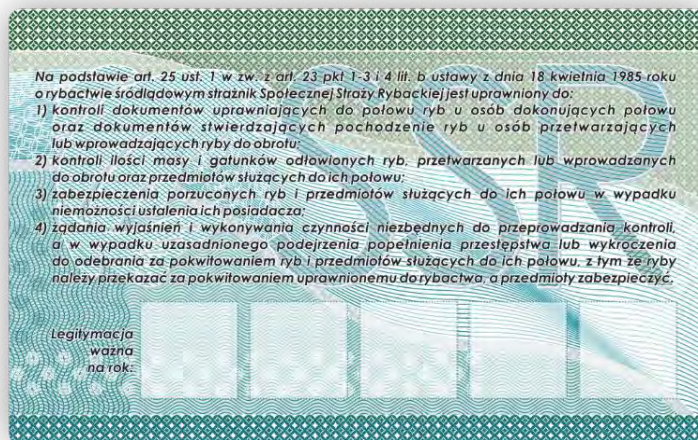 Na podstawie art. 25 ust. 1 w zw. z art. 23 pkt 1-3 i 4 lit. b ustawy z dnia 18 kwietnia 1985 roku
o rybactwie śródlądowym strażnik Społecznej Straży Rybackiej jest uprawniony do:
1) kontroli dokumentów uprawniających do połowu ryb u osób dokonujących połowu
oraz dokumentów stwierdzających pochodzenie ryb u osób przetwarzających
lub wprowadzających ryby do obrotu;
2) kontroli ilości masy i gatunków odłowionych ryb, przetwarzanych lub wprowadzanych
do obrotu oraz przedmiotów służących do ich połowu;
3) zabezpieczenia porzuconych ryb i przedmiotów służących do ich połowu w wypadku
niemożności ustalenia ich posiadacza;
4) żądania wyjaśnień i wykonywania czynności niezbędnych do przeprowadzania kontroli,
a w wypadku uzasadnionego podejrzenia popełnienia przestępstwa lub wykroczenia
do odebrania za pokwitowaniem ryb i przedmiotów służących do ich połowu, z tym że ryby
należy przekazać za pokwitowaniem uprawnionemu do rybactwa, a przedmioty zabezpieczyć.
SSR
Legitymacja
ważna
na rok: